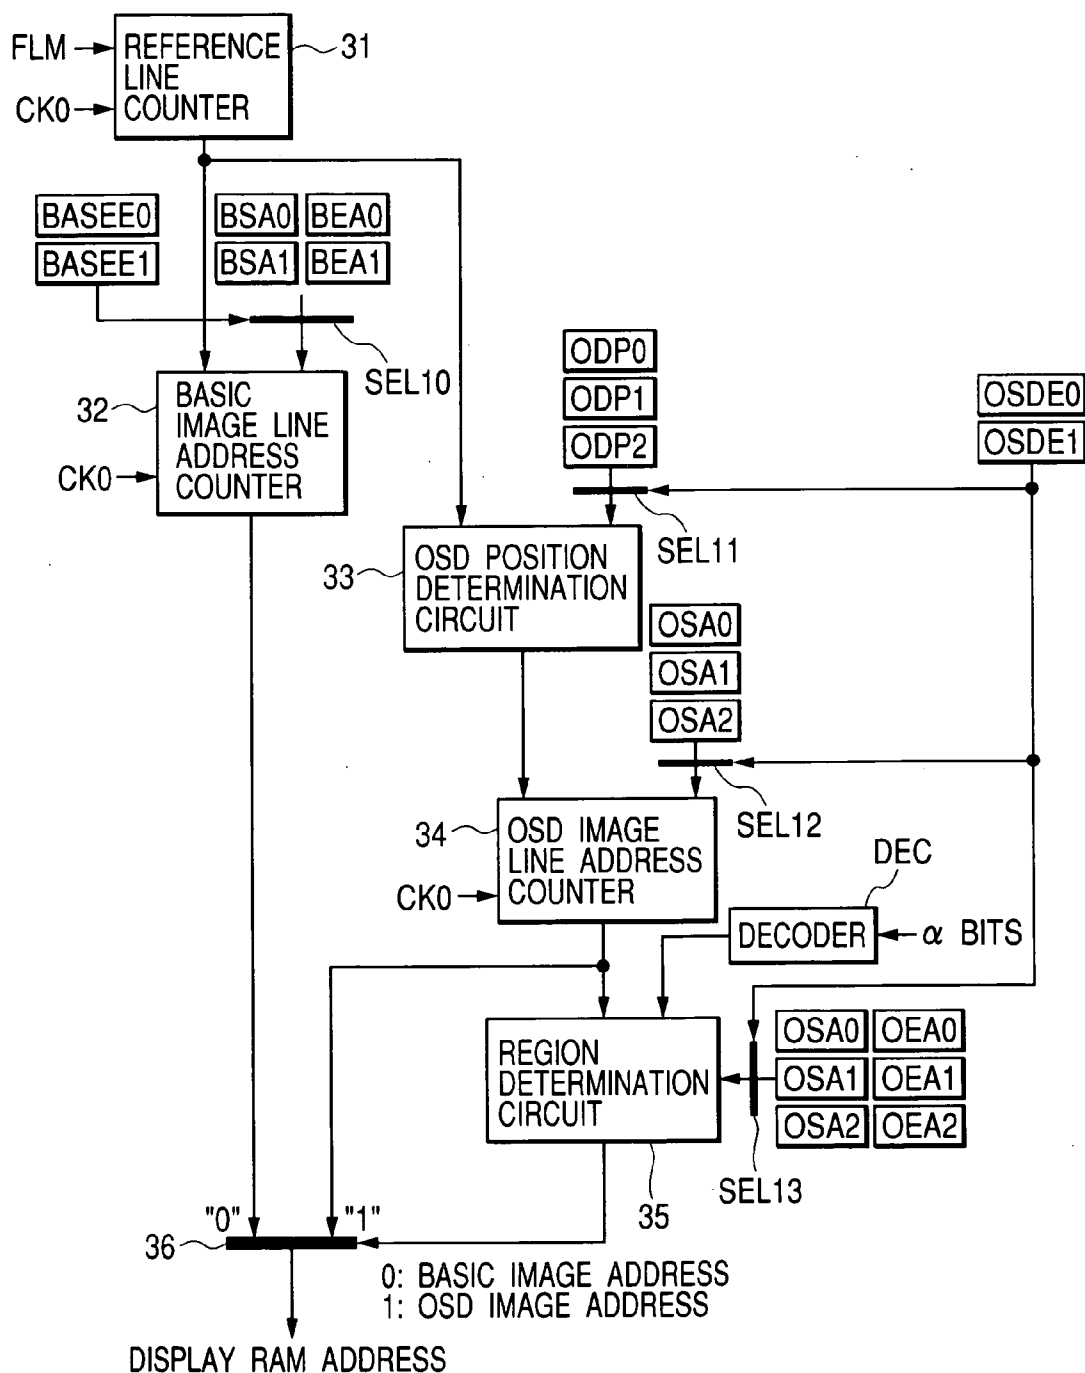 FLM
CK0
REFERENCE
LINE
COUNTER
31
BASEE0
BASEE1
BSA0
BEA0
BSA1
BEA1
SEL10
32
CK0
BASIC
IMAGE LINE
ADDRESS
COUNTER
ODP0
ODP1
ODP2
OSDE0
OSDE1
SEL11
33
OSD POSITION
DETERMINATION
CIRCUIT
OSA0
OSA1
OSA2
SEL12
34
CK0
OSD IMAGE
LINE ADDRESS
COUNTER
DEC
DECODER
α BITS
REGION
DETERMINATION
CIRCUIT
35
OSA0
OEA0
OSA1
OEA1
OSA2
OEA2
SEL13
"0"
"1"
36
0: BASIC IMAGE ADDRESS
1: OSD IMAGE ADDRESS
DISPLAY RAM ADDRESS